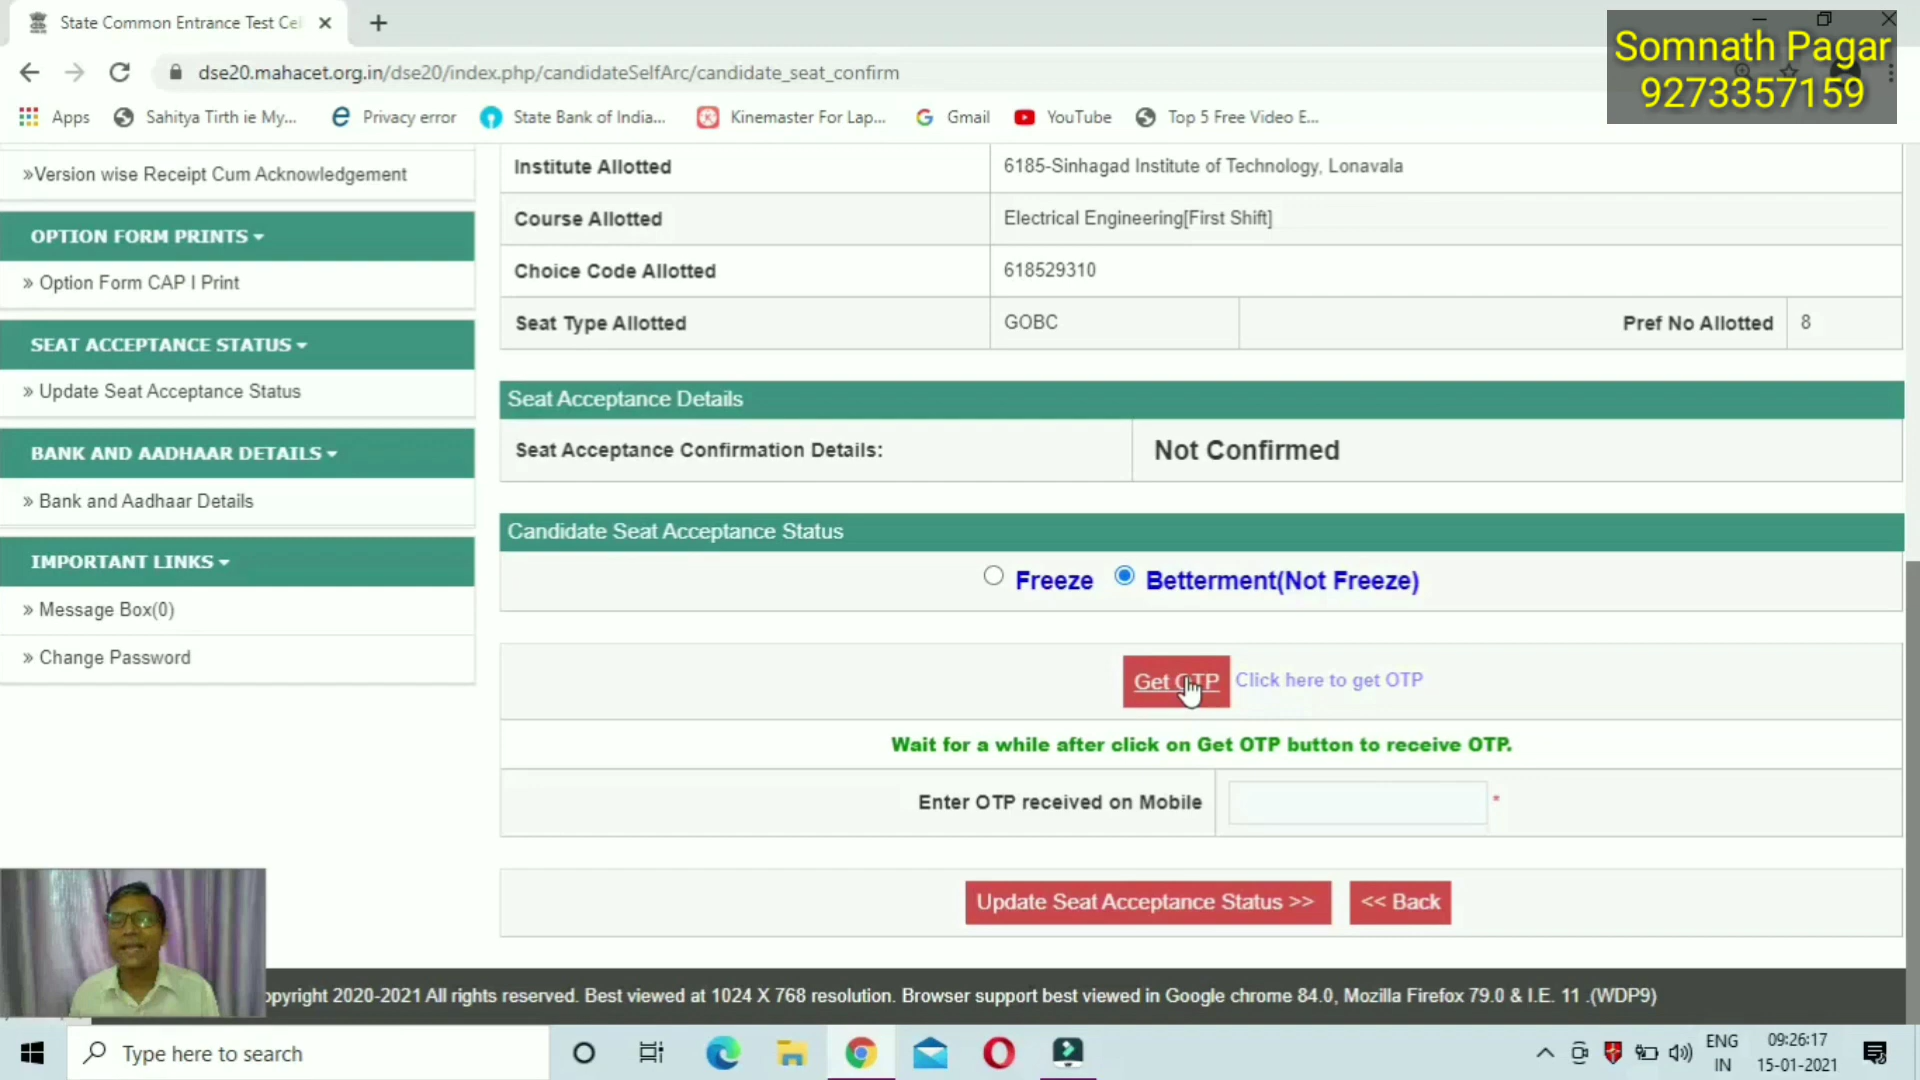 State Common Entrance Test Cel
Somnath Pagar
9273357159
dse20.mahacet.org.in/dse20/index.php/candidateSelfArc/candidate_seat_confirm
Apps Sahitya Tirth ie My... Privacy error State Bank of India... Kinemaster For Lap... Gmail YouTube Top 5 Free Video E...
»Version wise Receipt Cum Acknowledgement
OPTION FORM PRINTS
» Option Form CAP I Print
SEAT ACCEPTANCE STATUS
» Update Seat Acceptance Status
BANK AND AADHAAR DETAILS
» Bank and Aadhaar Details
IMPORTANT LINKS
» Message Box(0)
» Change Password
Institute Allotted 6185-Sinhagad Institute of Technology, Lonavala
Course Allotted Electrical Engineering[First Shift]
Choice Code Allotted 618529310
Seat Type Allotted GOBC Pref No Allotted 8
Seat Acceptance Details
Seat Acceptance Confirmation Details: Not Confirmed
Candidate Seat Acceptance Status
Freeze Betterment(Not Freeze)
Get OTP Click here to get OTP
Wait for a while after click on Get OTP button to receive OTP.
Enter OTP received on Mobile *
Update Seat Acceptance Status >> << Back
opyright 2020-2021 All rights reserved. Best viewed at 1024 X 768 resolution. Browser support best viewed in Google chrome 84.0, Mozilla Firefox 79.0 & I.E. 11 .(WDP9)
Type here to search
ENG
IN
09:26:17
15-01-2021